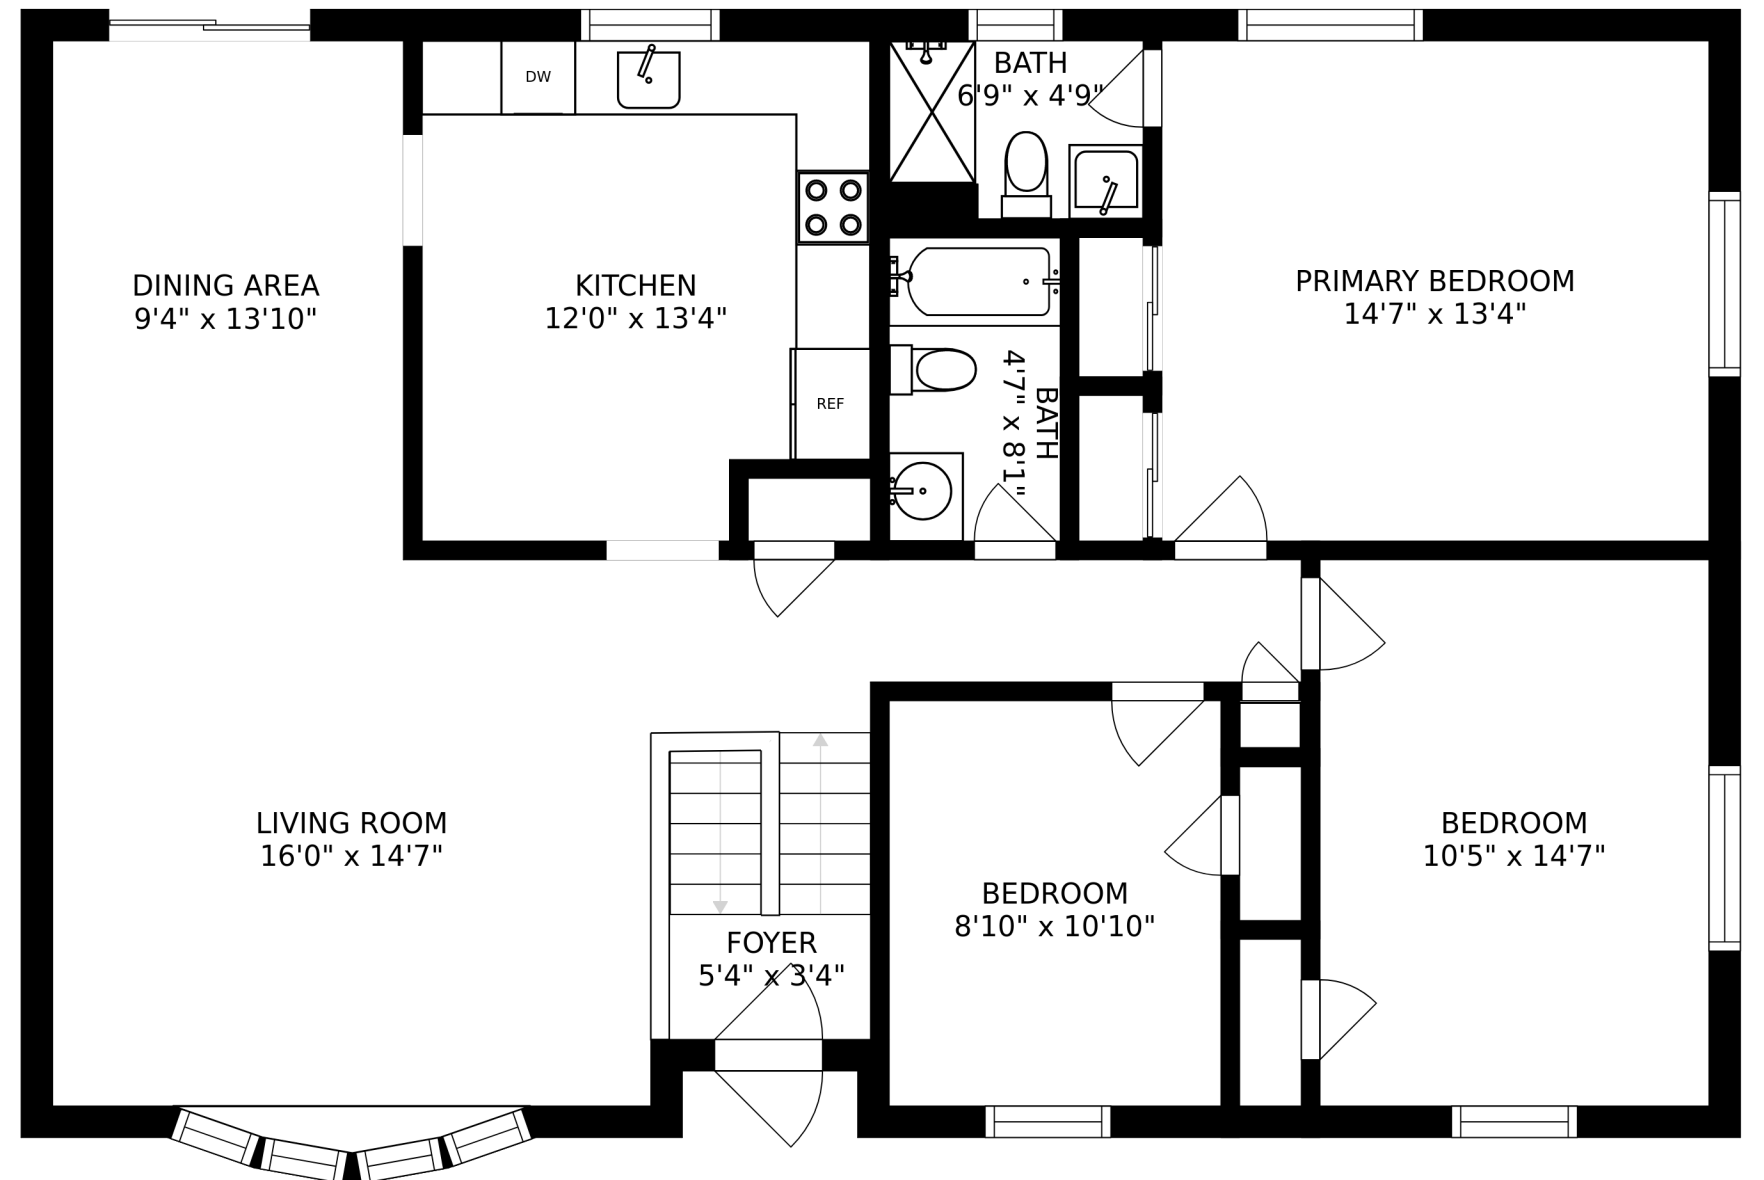 DW
BATH
6'9" x 4'9"
DINING AREA
9'4" x 13'10"
KITCHEN
12'0" x 13'4"
PRIMARY BEDROOM
14'7" x 13'4"
REF
BATH
4'7" x 8'1"
LIVING ROOM
16'0" x 14'7"
BEDROOM
10'5" x 14'7"
BEDROOM
8'10" x 10'10"
FOYER
5'4" x 3'4"